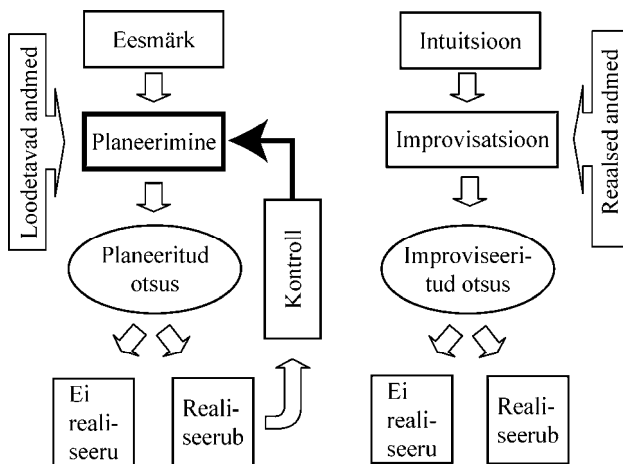 Eesmärk
Loodetavad andmed
Planeerimine
Planeeritud
otsus
Kontroll
Ei
reali-
seeru
Reali-
seerub
Intuitsioon
Improvisatsioon
Reaalsed andmed
Improviseeri-
tud otsus
Ei
reali-
seeru
Reali-
seerub